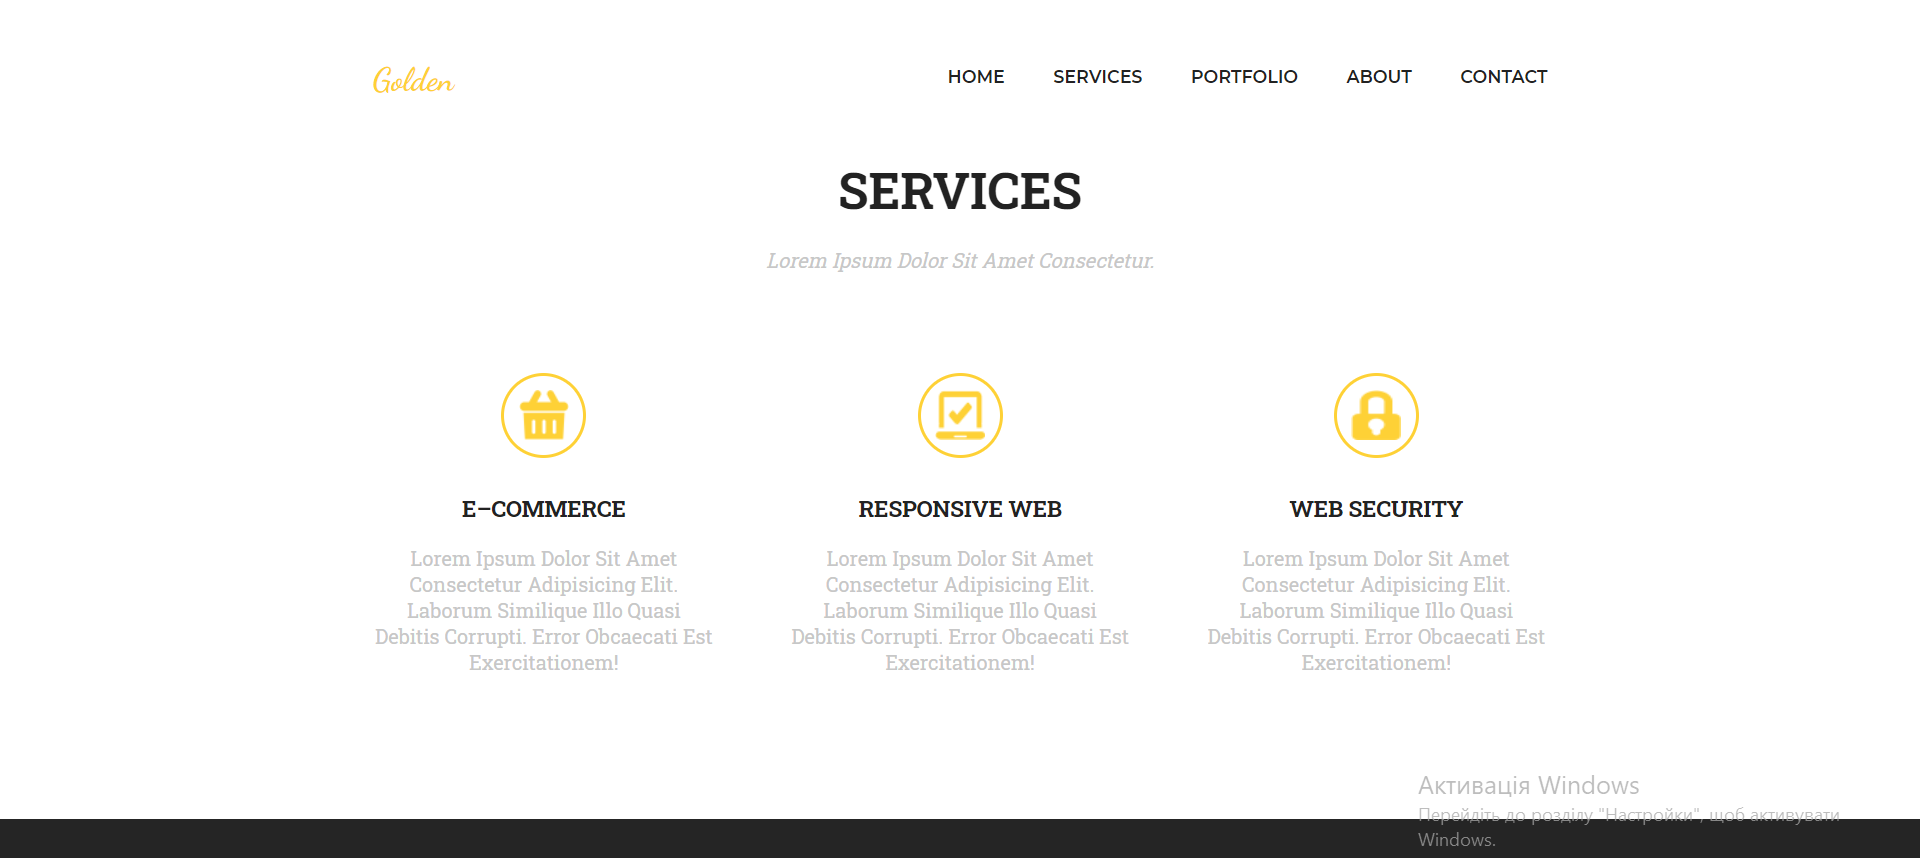 Golden
HOME SERVICES PORTFOLIO ABOUT CONTACT
SERVICES
Lorem Ipsum Dolor Sit Amet Consectetur.
E–COMMERCE
Lorem Ipsum Dolor Sit Amet
Consectetur Adipisicing Elit.
Laborum Similique Illo Quasi
Debitis Corrupti. Error Obcaecati Est
Exercitationem!
RESPONSIVE WEB
Lorem Ipsum Dolor Sit Amet
Consectetur Adipisicing Elit.
Laborum Similique Illo Quasi
Debitis Corrupti. Error Obcaecati Est
Exercitationem!
WEB SECURITY
Lorem Ipsum Dolor Sit Amet
Consectetur Adipisicing Elit.
Laborum Similique Illo Quasi
Debitis Corrupti. Error Obcaecati Est
Exercitationem!
Активація Windows
Перейдіть до розділу "Настройки", щоб активувати
Windows.